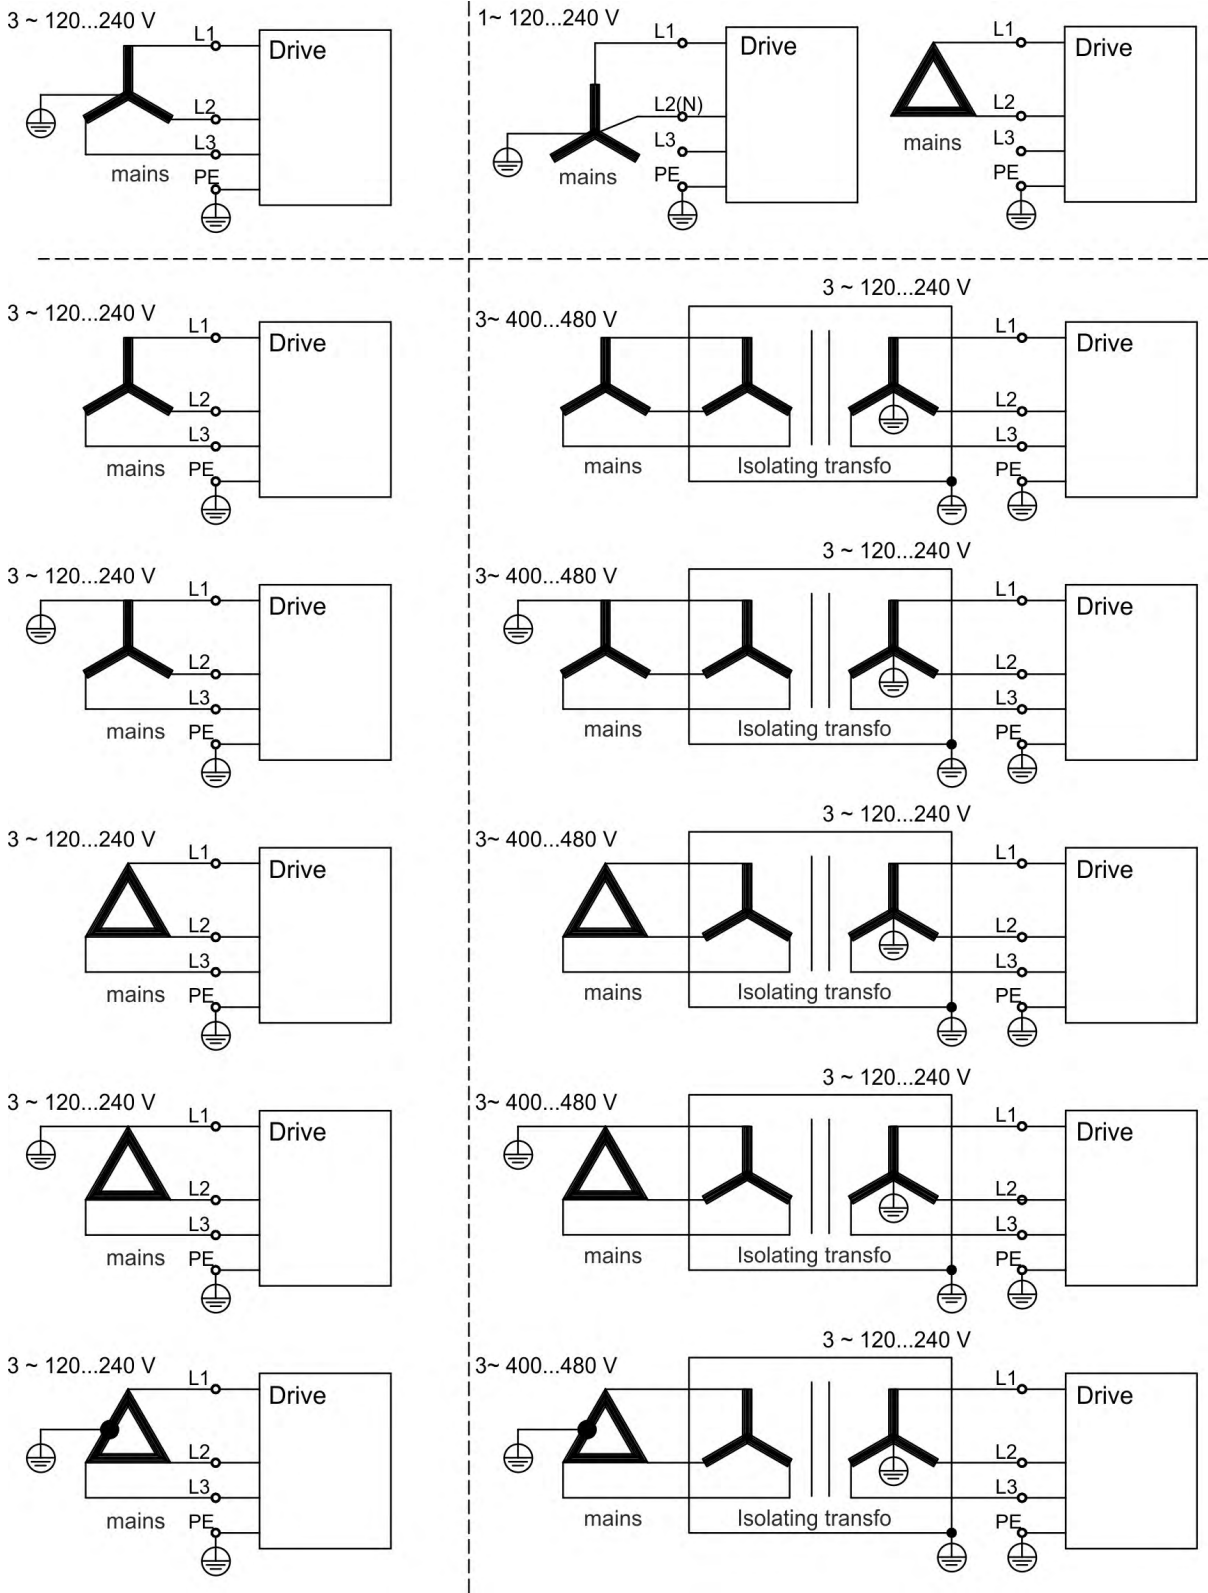 3 ~ 120...240 V
L1
Drive
L2
L3
mains
PE
1~ 120...240 V
L1
Drive
L2(N)
L3
mains
PE
L1
Drive
L2
mains
L3
PE
3 ~ 120...240 V
L1
Drive
L2
L3
mains
PE
3 ~ 120...240 V
3~ 400...480 V
L1
Drive
L2
L3
mains
Isolating transfo
PE
3 ~ 120...240 V
L1
Drive
L2
L3
mains
PE
3 ~ 120...240 V
3~ 400...480 V
L1
Drive
L2
L3
mains
Isolating transfo
PE
3 ~ 120...240 V
L1
Drive
L2
L3
mains
PE
3 ~ 120...240 V
3~ 400...480 V
L1
Drive
L2
L3
mains
Isolating transfo
PE
3 ~ 120...240 V
L1
Drive
L2
L3
mains
PE
3 ~ 120...240 V
3~ 400...480 V
L1
Drive
L2
L3
mains
Isolating transfo
PE
3 ~ 120...240 V
L1
Drive
L2
L3
mains
PE
3 ~ 120...240 V
3~ 400...480 V
L1
Drive
L2
L3
mains
Isolating transfo
PE